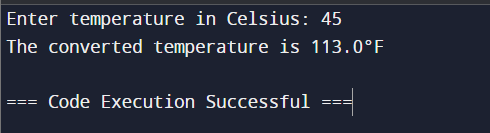 Enter temperature in Celsius: 45
The converted temperature is 113.0°F
=== Code Execution Successful ===